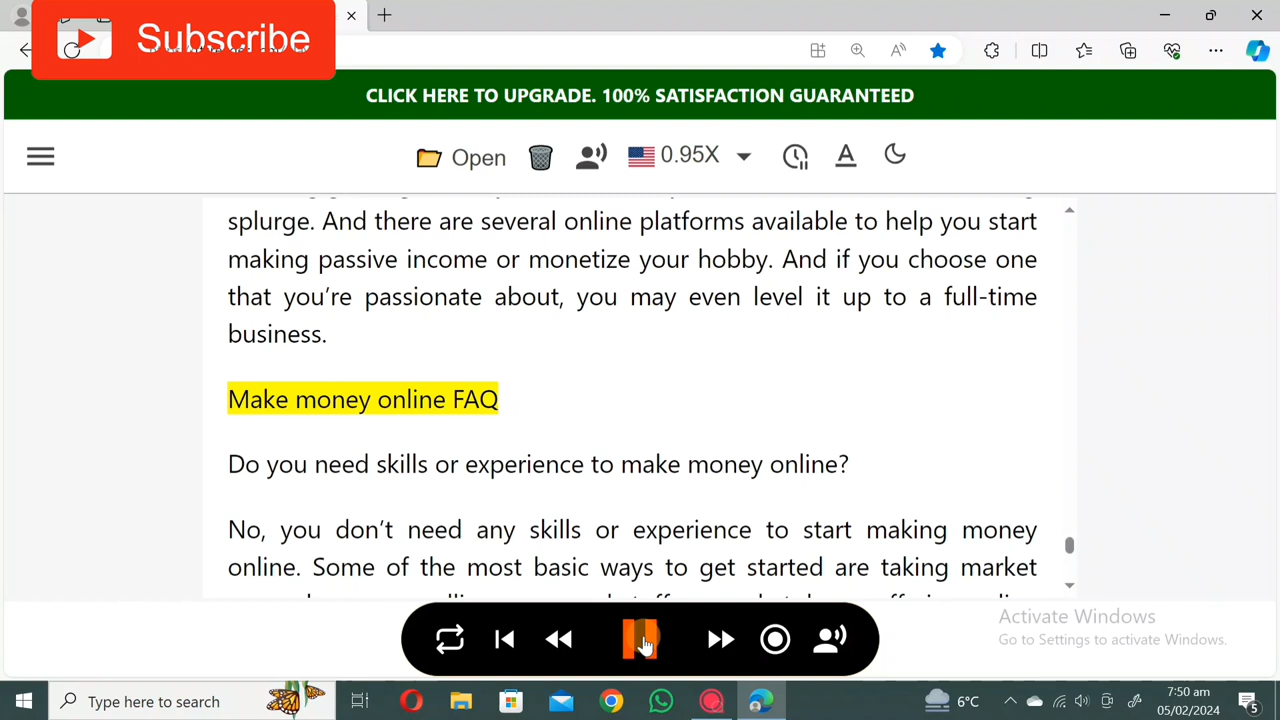 Subscribe
CLICK HERE TO UPGRADE. 100% SATISFACTION GUARANTEED
Open
0.95X
splurge. And there are several online platforms available to help you start
making passive income or monetize your hobby. And if you choose one
that you’re passionate about, you may even level it up to a full-time
business.
Make money online FAQ
Do you need skills or experience to make money online?
No, you don’t need any skills or experience to start making money
online. Some of the most basic ways to get started are taking market
Activate Windows
Go to Settings to activate Windows.
Type here to search
6°C
7:50 am
05/02/2024
5